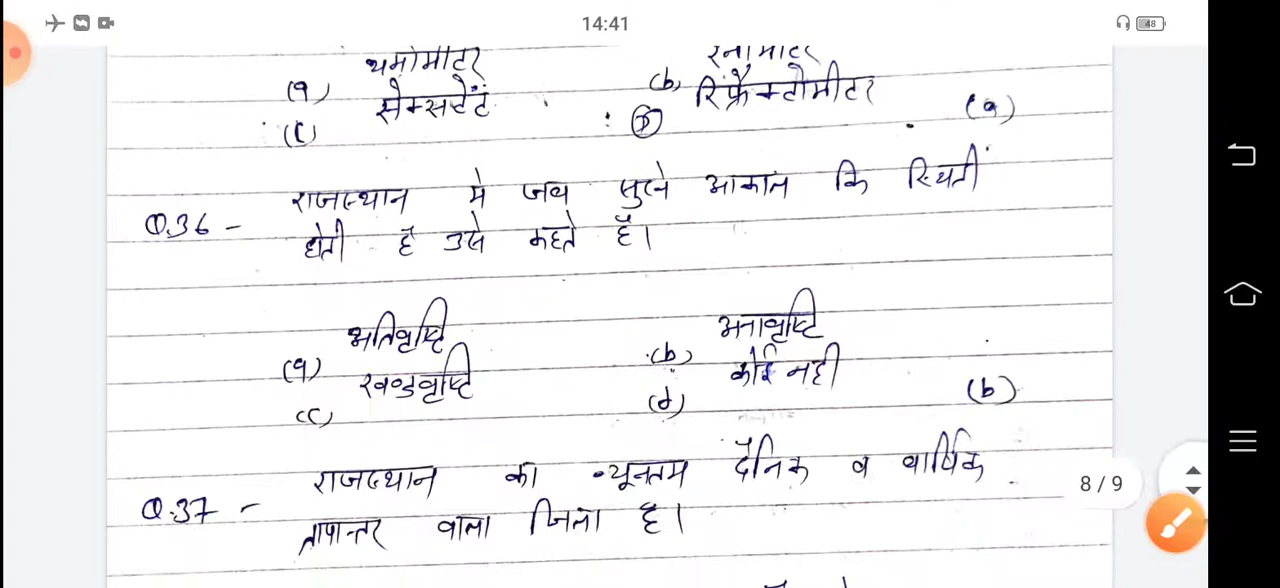 14:41
48
थर्मामीटर
(a)
(b)
सेक्सटेंट
रिफ्रैक्टोमीटर
(c)
(D)
(a)
राजस्थान मे जब सुखे आकाल कि स्थिती
Q.36 -
होती है उसे कहते है।
अतिवृष्टि
अनावृष्टि
(a)
(b)
खण्डवृष्टि
कोई नही
(c)
(d)
(b)
राजस्थान का न्यूनतम दैनिक व वार्षिक
8 / 9
Q.37 -
तापान्तर वाला जिला है।